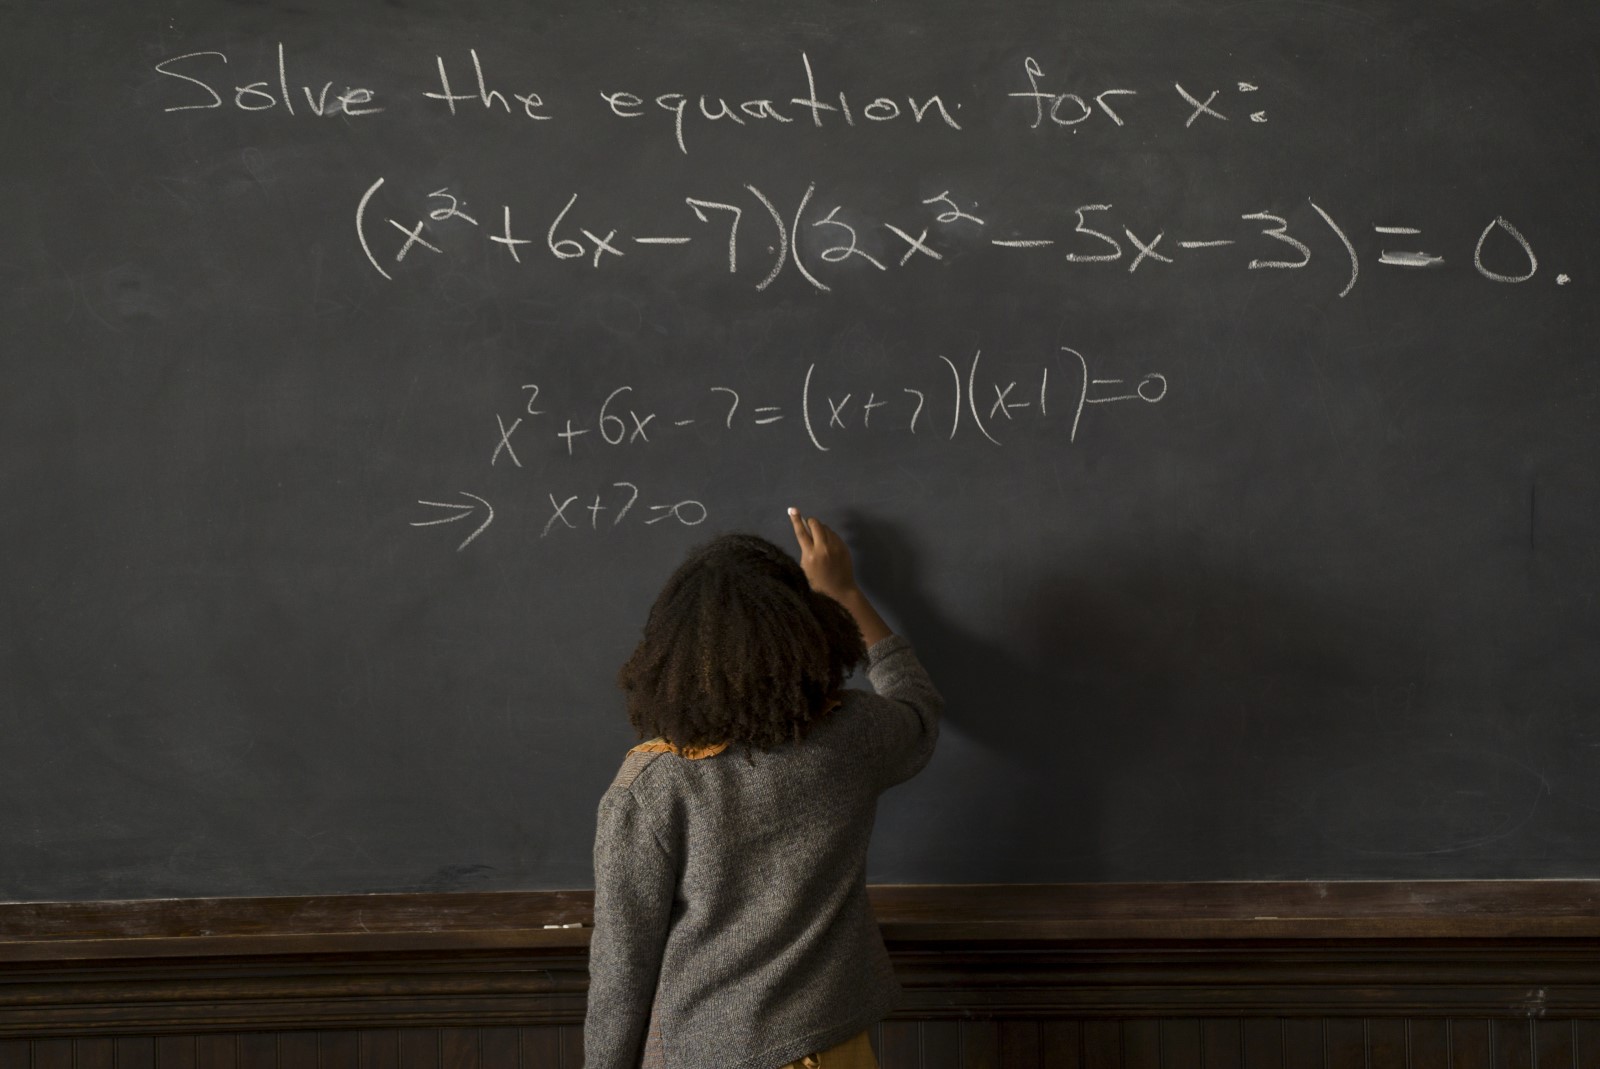 Solve the equation for x:
(x²+6x-7)(2x²-5x-3)=0.
x²+6x-7=(x+7)(x-1)=0
⇒ x+7=0